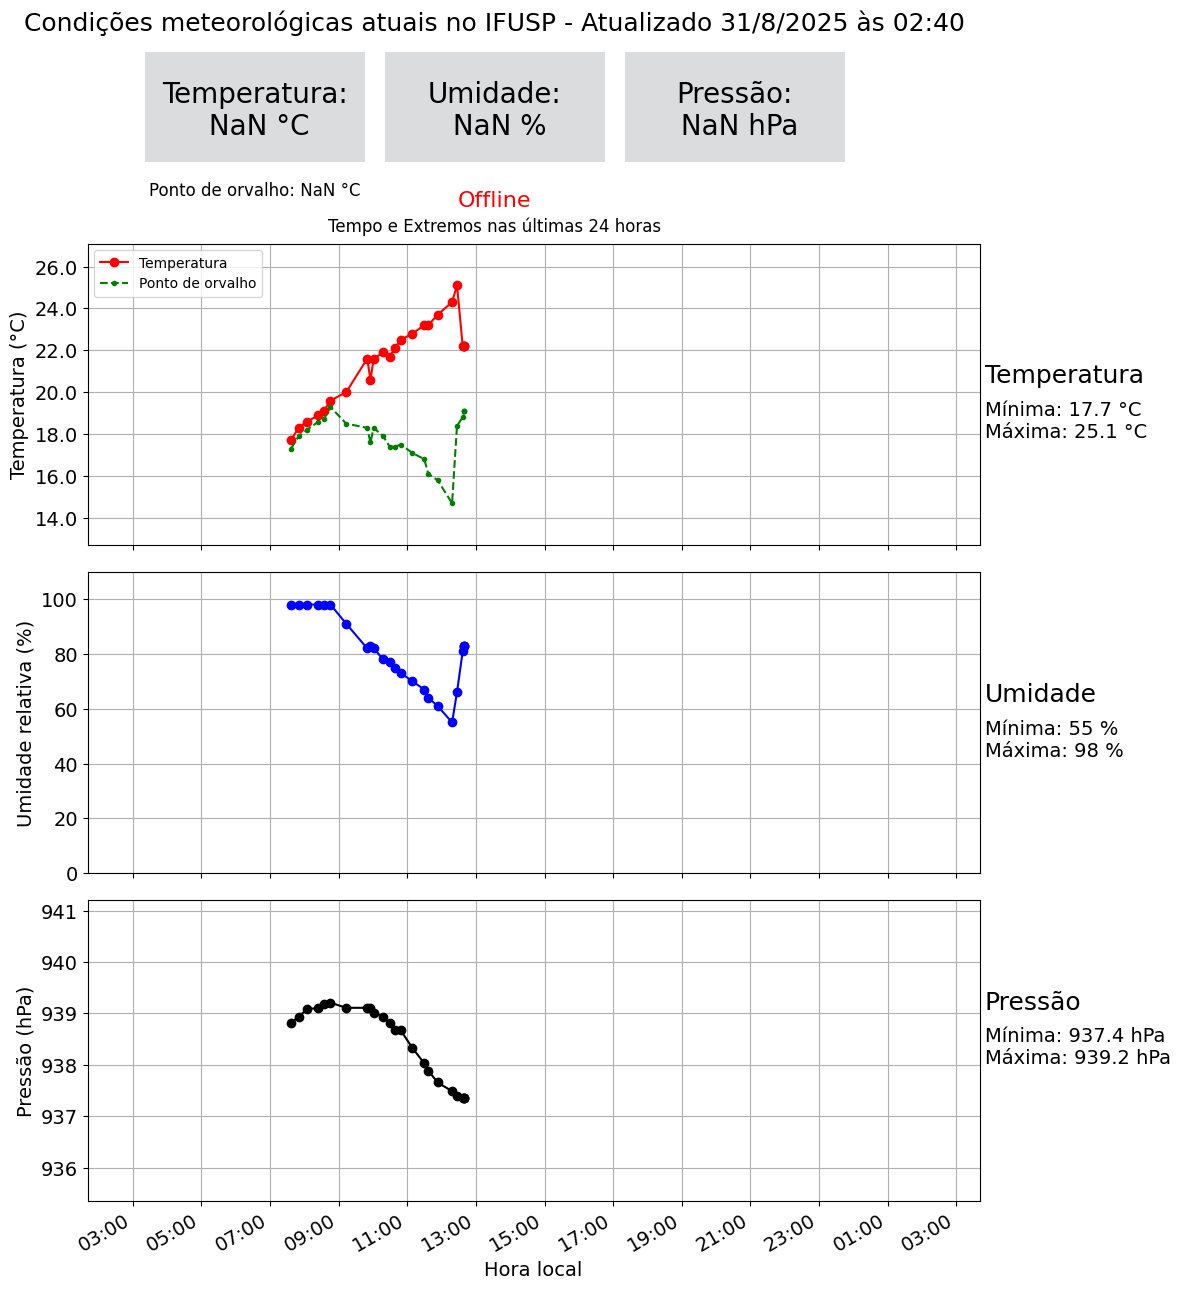 Condições meteorológicas atuais no IFUSP - Atualizado 31/8/2025 às 02:40
Temperatura:
NaN °C
Umidade:
NaN %
Pressão:
NaN hPa
Ponto de orvalho: NaN °C
Offline
Tempo e Extremos nas últimas 24 horas
Temperatura
Ponto de orvalho
Temperatura (°C)
26.0
24.0
22.0
20.0
18.0
16.0
14.0
Temperatura
Mínima: 17.7 °C
Máxima: 25.1 °C
Umidade relativa (%)
100
80
60
40
20
0
Umidade
Mínima: 55 %
Máxima: 98 %
Pressão (hPa)
941
940
939
938
937
936
Pressão
Mínima: 937.4 hPa
Máxima: 939.2 hPa
03:00 05:00 07:00 09:00 11:00 13:00 15:00 17:00 19:00 21:00 23:00 01:00 03:00
Hora local